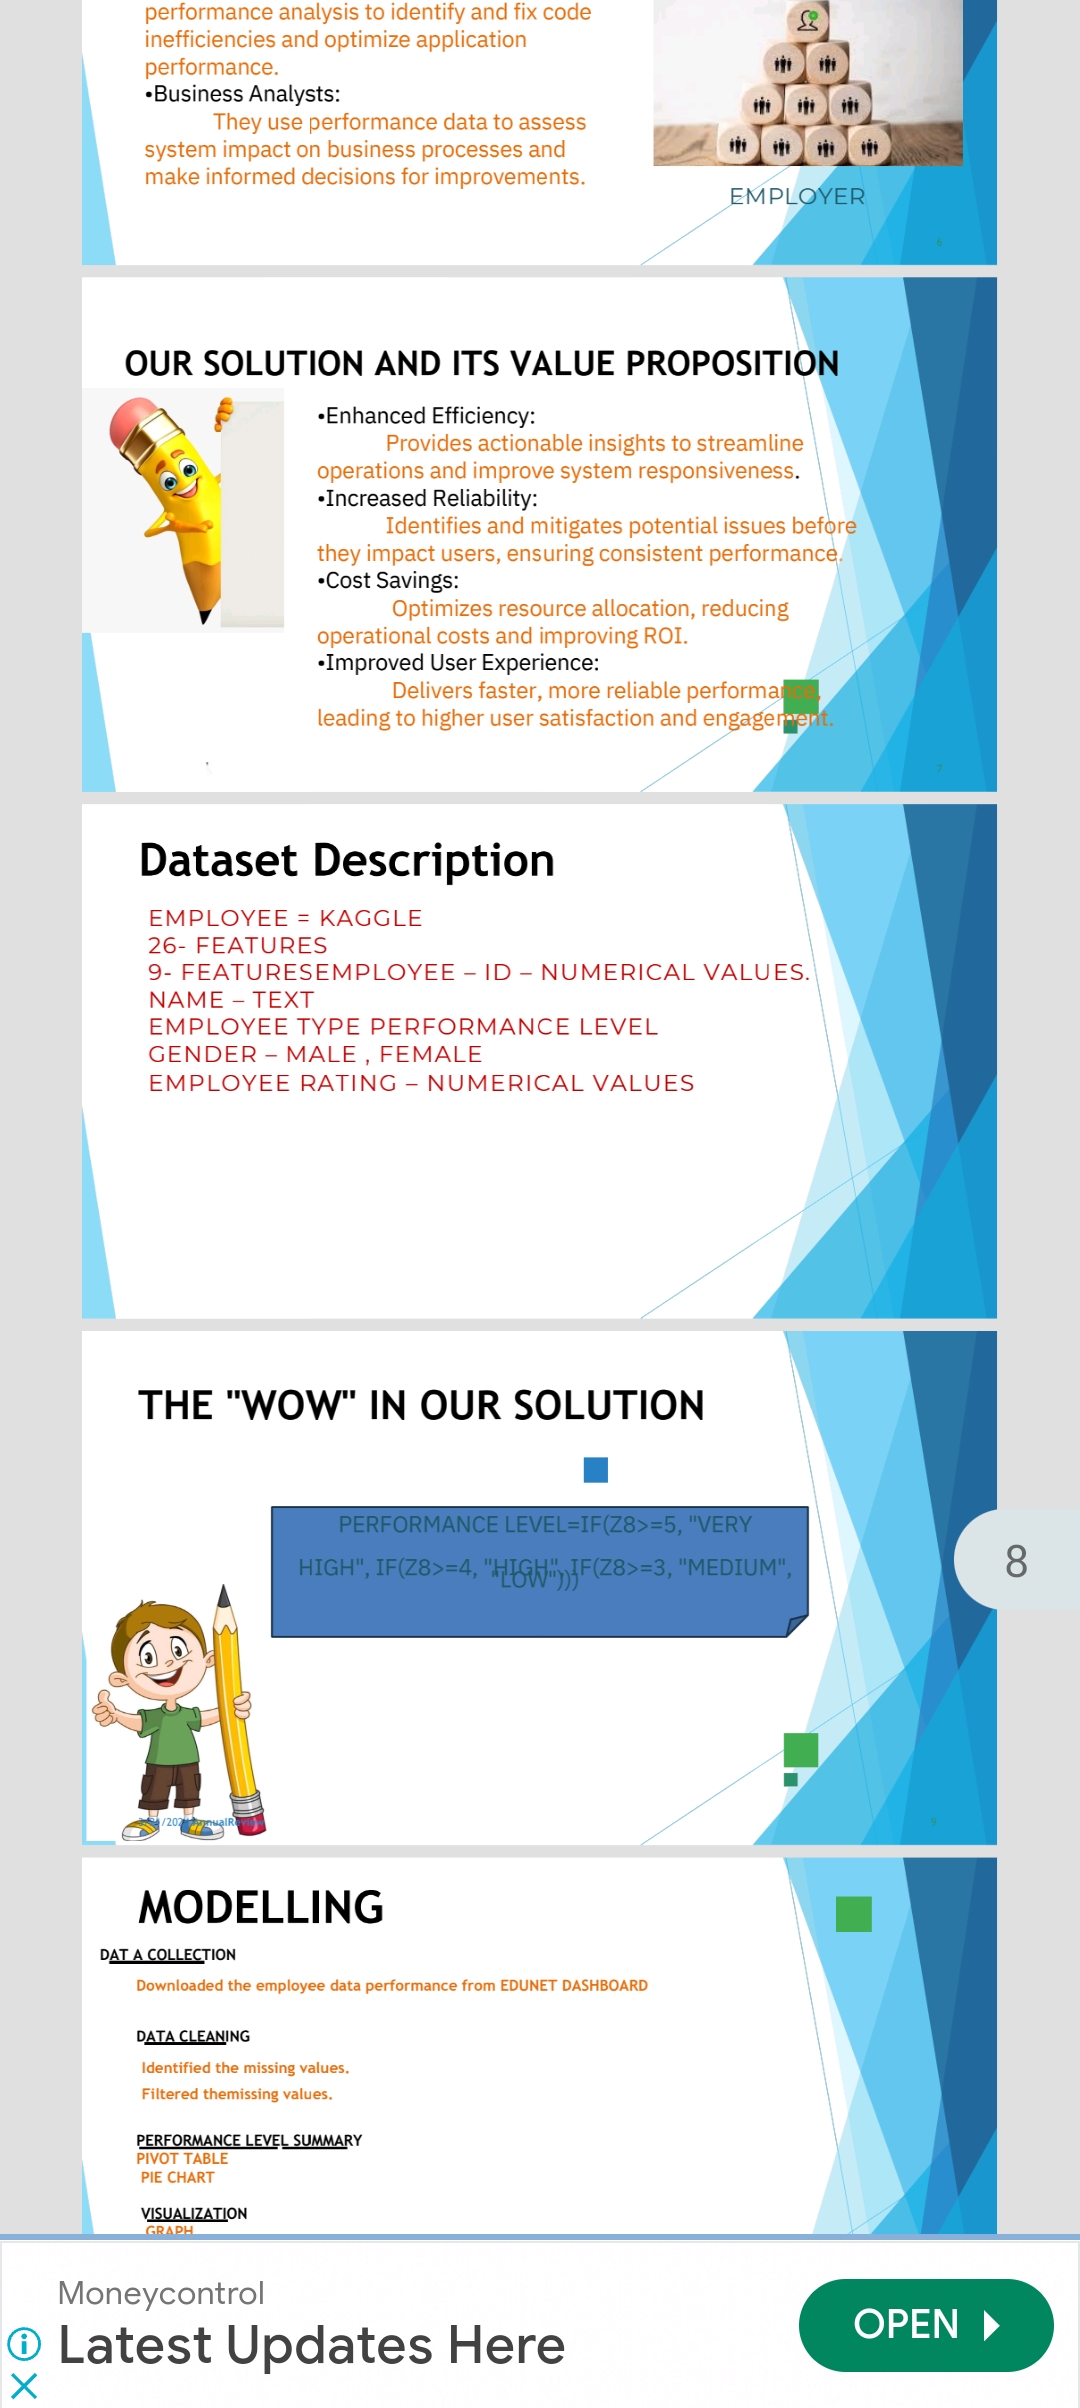 performance analysis to identify and fix code
inefficiencies and optimize application
performance.
•Business Analysts:
They use performance data to assess
system impact on business processes and
make informed decisions for improvements.
EMPLOYER
6
OUR SOLUTION AND ITS VALUE PROPOSITION
•Enhanced Efficiency:
Provides actionable insights to streamline
operations and improve system responsiveness.
•Increased Reliability:
Identifies and mitigates potential issues before
they impact users, ensuring consistent performance.
•Cost Savings:
Optimizes resource allocation, reducing
operational costs and improving ROI.
•Improved User Experience:
Delivers faster, more reliable performance,
leading to higher user satisfaction and engagement.
7
Dataset Description
EMPLOYEE = KAGGLE
26- FEATURES
9- FEATURESEMPLOYEE – ID – NUMERICAL VALUES.
NAME – TEXT
EMPLOYEE TYPE PERFORMANCE LEVEL
GENDER – MALE , FEMALE
EMPLOYEE RATING – NUMERICAL VALUES
THE "WOW" IN OUR SOLUTION
PERFORMANCE LEVEL=IF(Z8>=5, "VERY
HIGH", IF(Z8>=4, "HIGH", IF(Z8>=3, "MEDIUM",
"LOW")))
8
9
MODELLING
DAT A COLLECTION
Downloaded the employee data performance from EDUNET DASHBOARD
DATA CLEANING
Identified the missing values.
Filtered themissing values.
PERFORMANCE LEVEL SUMMARY
PIVOT TABLE
PIE CHART
VISUALIZATION
GRAPH
Moneycontrol
Latest Updates Here
OPEN